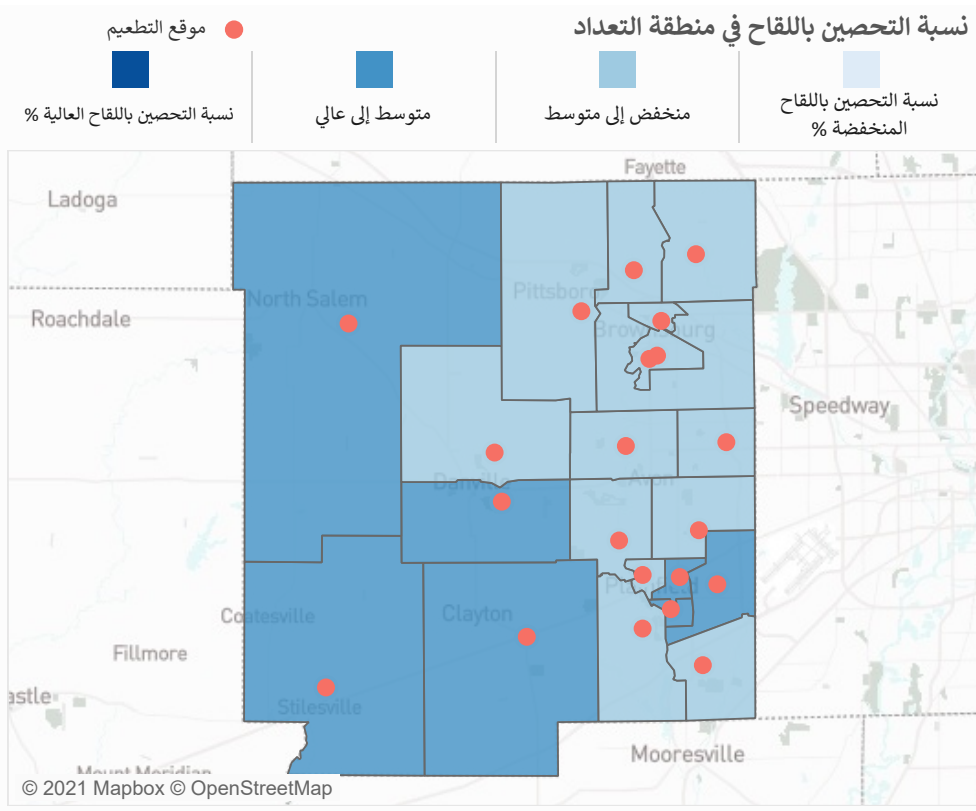 نسبة التحصين باللقاح في منطقة التعداد
موقع التطعيم
نسبة التحصين باللقاح
المنخفضة %
منخفض إلى متوسط
متوسط إلى عالي
نسبة التحصين باللقاح العالية %
Fayette
Ladoga
North Salem
Pittsboro
Roachdale
Brownsburg
Speedway
Danville
Avon
Plainfield
Coatesville
Clayton
Fillmore
Stilesville
Mooresville
Mount Meridian
© 2021 Mapbox © OpenStreetMap